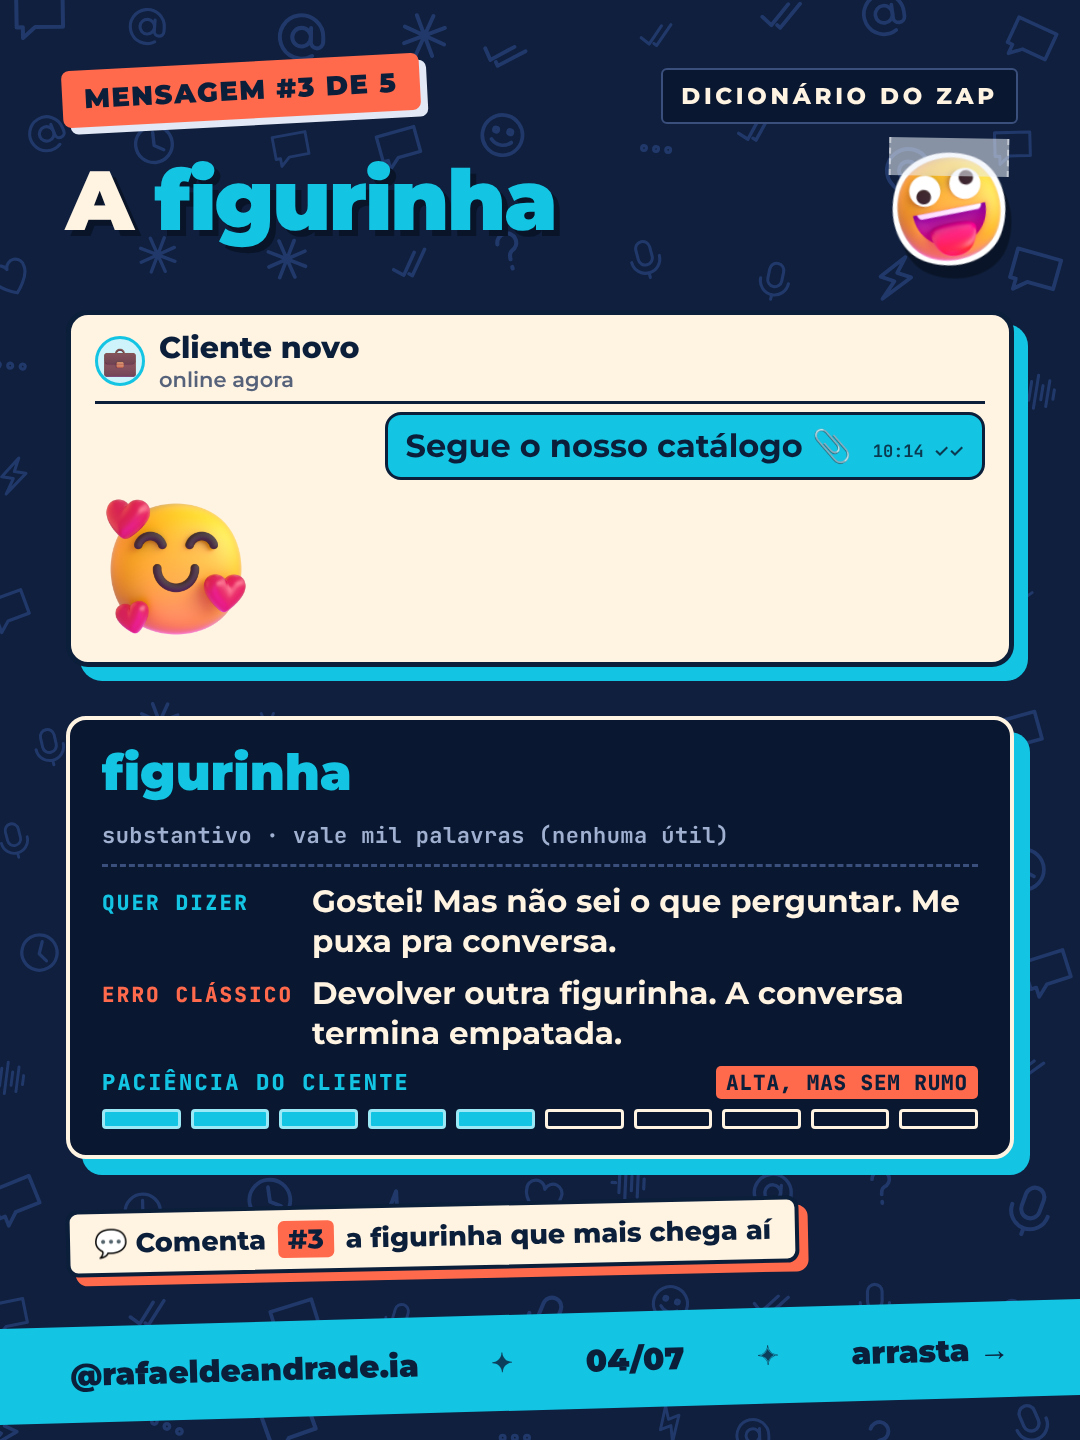 MENSAGEM #3 DE 5
DICIONÁRIO DO ZAP
A figurinha
Cliente novo
online agora
Segue o nosso catálogo 📎 10:14 ✓✓
figurinha
substantivo · vale mil palavras (nenhuma útil)
QUER DIZER
Gostei! Mas não sei o que perguntar. Me
puxa pra conversa.
ERRO CLÁSSICO
Devolver outra figurinha. A conversa
termina empatada.
PACIÊNCIA DO CLIENTE
ALTA, MAS SEM RUMO
💬 Comenta #3 a figurinha que mais chega aí
@rafaeldeandrade.ia ✦ 04/07 ✦ arrasta →